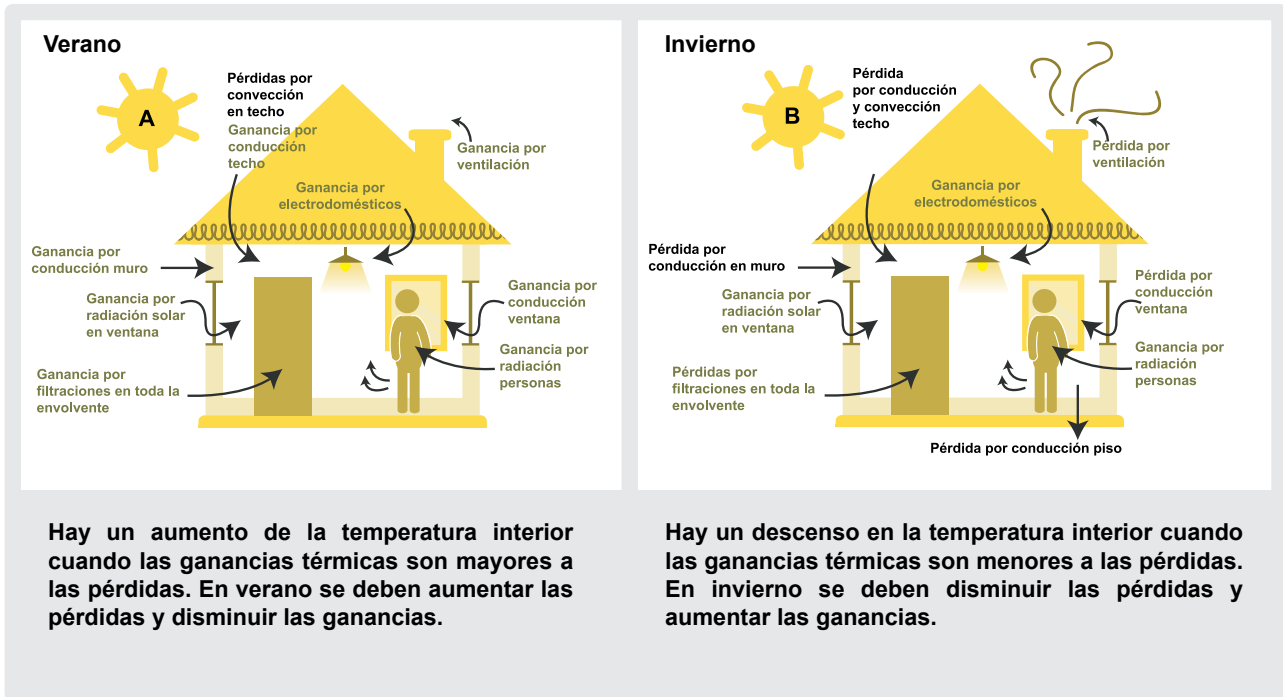 Verano
A
Pérdidas por
convección
en techo
Ganancia por
conducción
techo
Ganancia por
ventilación
Ganancia por
electrodomésticos
Ganancia por
conducción muro
Ganancia por
radiación solar
en ventana
Ganancia por
conducción
ventana
Ganancia por
radiación
personas
Ganancia por
filtraciones en toda la
envolvente
Hay un aumento de la temperatura interior
cuando las ganancias térmicas son mayores a
las pérdidas. En verano se deben aumentar las
pérdidas y disminuir las ganancias.
Invierno
B
Pérdida
por conducción
y convección
techo
Pérdida por
ventilación
Ganancia por
electrodomésticos
Pérdida por
conducción en muro
Ganancia por
radiación solar
en ventana
Pérdida por
conducción
ventana
Ganancia por
radiación
personas
Pérdidas por
filtraciones en toda la
envolvente
Pérdida por conducción piso
Hay un descenso en la temperatura interior cuando
las ganancias térmicas son menores a las pérdidas.
En invierno se deben disminuir las pérdidas y
aumentar las ganancias.